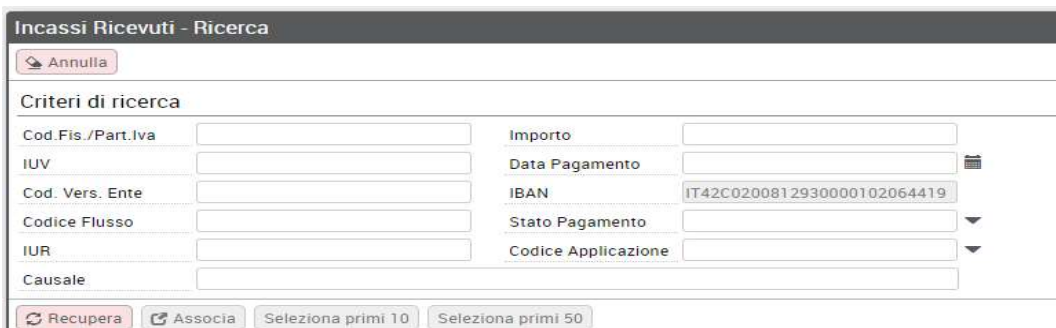 Incassi Ricevuti - Ricerca
Annulla
Criteri di ricerca
Cod.Fis./Part.Iva Importo
IUV Data Pagamento
Cod. Vers. Ente IBAN IT42C0200812930000102064419
Codice Flusso Stato Pagamento
IUR Codice Applicazione
Causale
Recupera Associa Seleziona primi 10 Seleziona primi 50